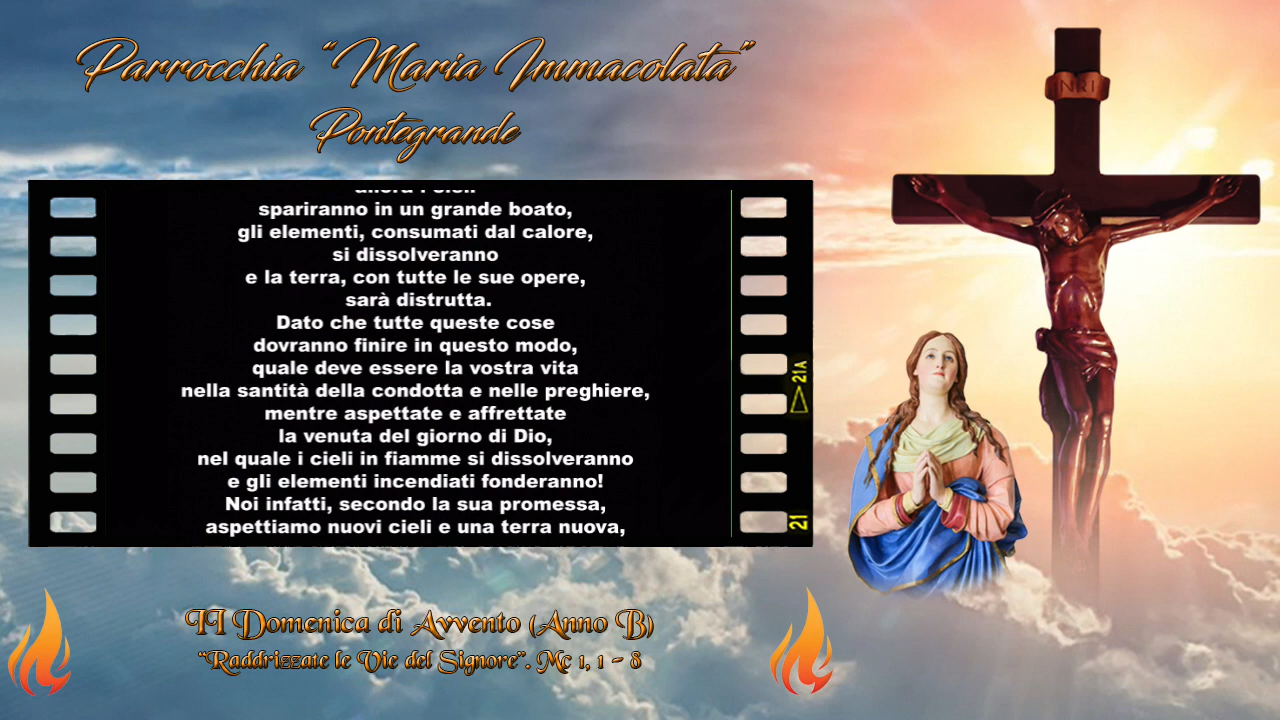 Parrocchia “Maria Immacolata”
Pontegrande
INRI
allora i cieli
spariranno in un grande boato,
gli elementi, consumati dal calore,
si dissolveranno
e la terra, con tutte le sue opere,
sarà distrutta.
Dato che tutte queste cose
dovranno finire in questo modo,
quale deve essere la vostra vita
nella santità della condotta e nelle preghiere,
mentre aspettate e affrettate
la venuta del giorno di Dio,
nel quale i cieli in fiamme si dissolveranno
e gli elementi incendiati fonderanno!
Noi infatti, secondo la sua promessa,
aspettiamo nuovi cieli e una terra nuova,
21A
21
II Domenica di Avvento (Anno B)
“Raddrizzate le Vie del Signore”. Mc 1, 1 - 8